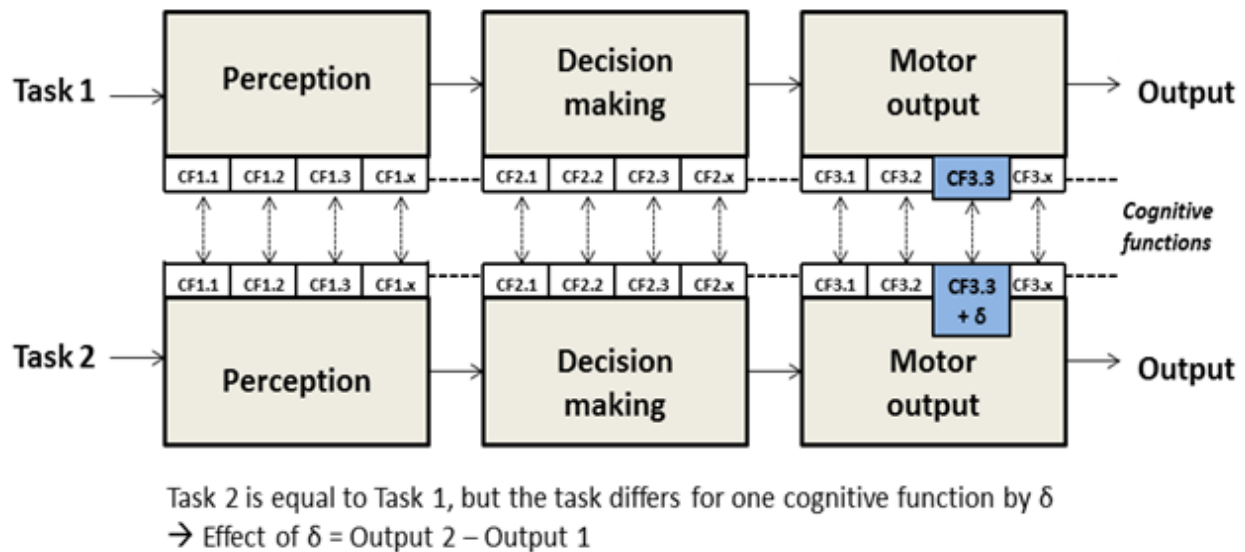 Task 1
Perception
Decision
making
Motor
output
Output
CF1.1 CF1.2 CF1.3 CF1.x CF2.1 CF2.2 CF2.3 CF2.x CF3.1 CF3.2 CF3.3 CF3.x
Cognitive
functions
CF1.1 CF1.2 CF1.3 CF1.x CF2.1 CF2.2 CF2.3 CF2.x CF3.1 CF3.2 CF3.3 CF3.x
+ δ
Task 2
Perception
Decision
making
Motor
output
Output
Task 2 is equal to Task 1, but the task differs for one cognitive function by δ
→ Effect of δ = Output 2 – Output 1